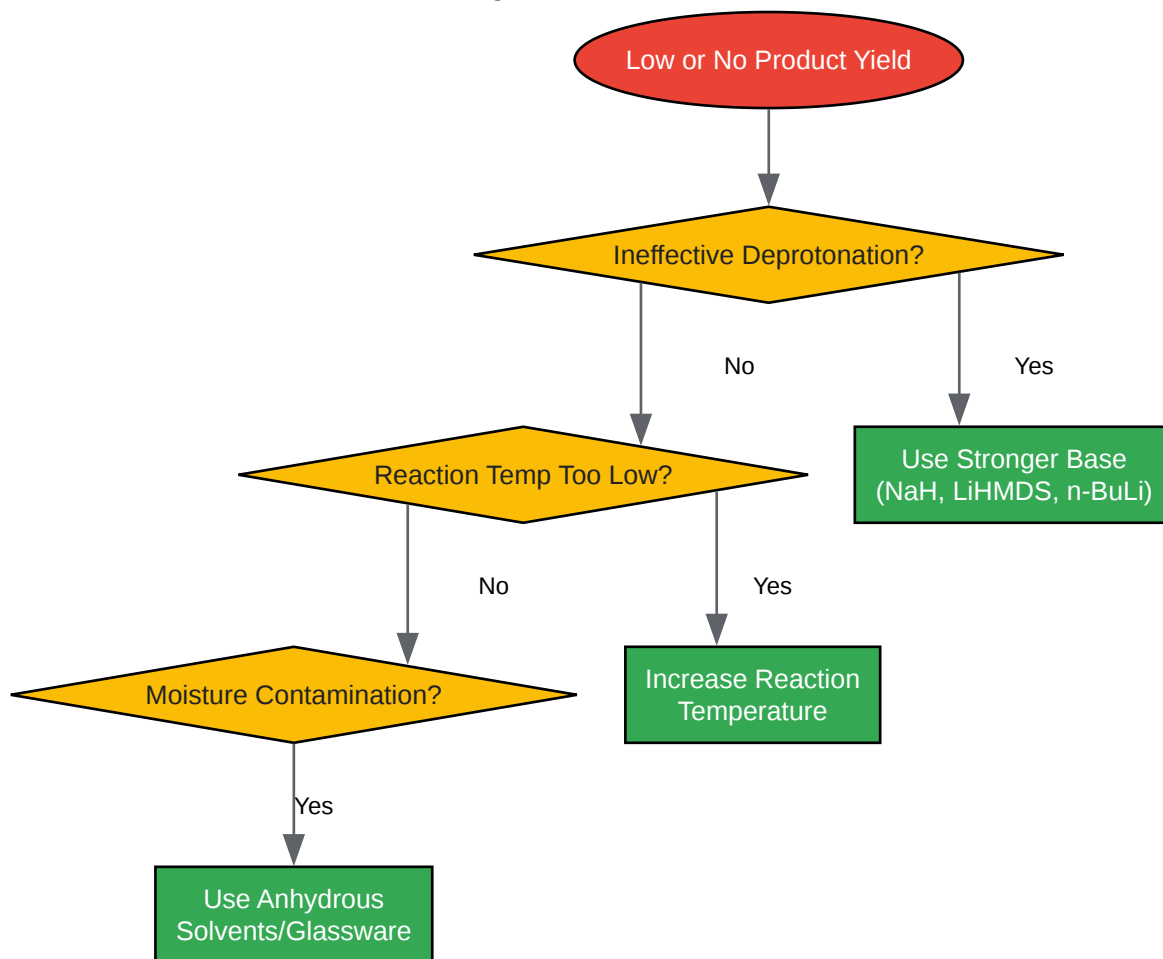 Low or No Product Yield
Ineffective Deprotonation?
No
Yes
Use Stronger Base
(NaH, LiHMDS, n-BuLi)
Reaction Temp Too Low?
No
Yes
Increase Reaction
Temperature
Moisture Contamination?
Yes
Use Anhydrous
Solvents/Glassware